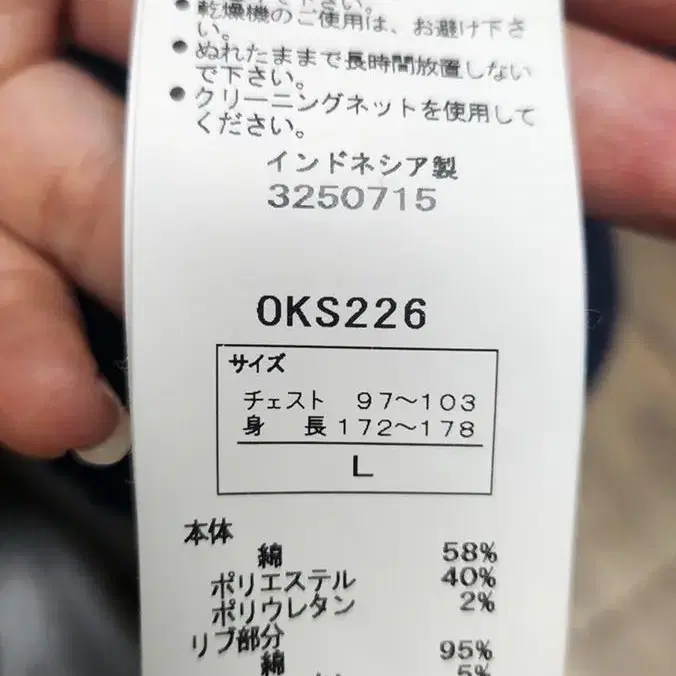 下さい。
●乾燥機のご使用は、お避け下さ
い。
●ぬれたままで長時間放置しない
で下さい。
●クリーニングネットを使用して
ください。
インドネシア製
3250715
OKS226
サイズ
チェスト 97〜103
身 長 172〜178
L
本体
綿 58%
ポリエステル 40%
ポリウレタン 2%
リブ部分
綿 95%
5%